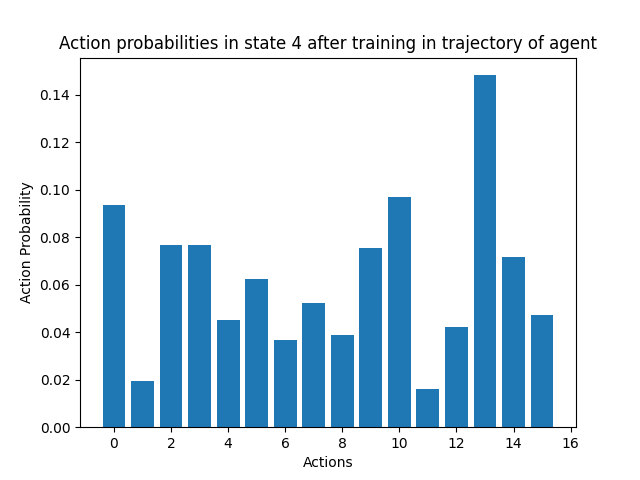 Action probabilities in state 4 after training in trajectory of agent
0.14
0.12
0.10
0.08
0.06
0.04
0.02
0.00
Action Probability
0 2 4 6 8 10 12 14 16
Actions